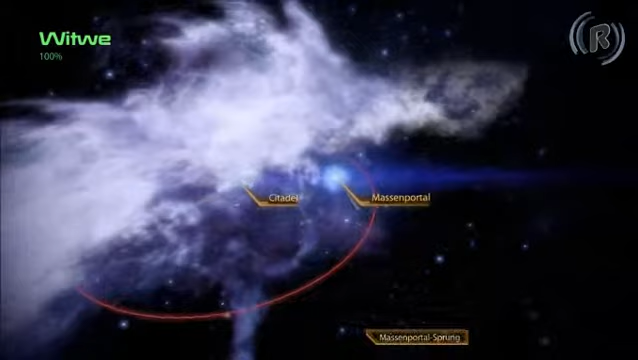 Witwe
100%
R
Citadel
Massenportal
Massenportal-Sprung